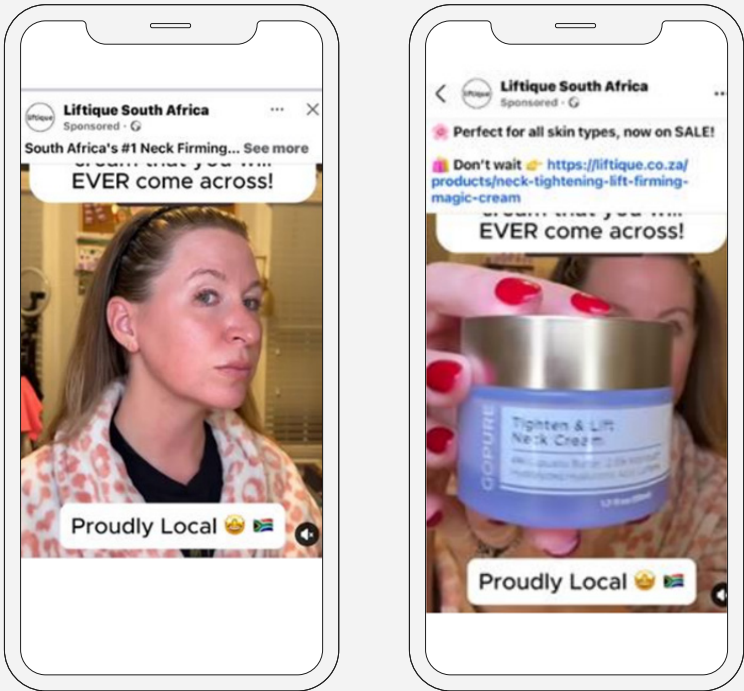 Liftique South Africa
Sponsored ·
South Africa's #1 Neck Firming... See more
EVER come across!
Proudly Local
Liftique South Africa
Sponsored ·
Perfect for all skin types, now on SALE!
Don't wait https://liftique.co.za/
products/neck-tightening-lift-firming-
magic-cream
EVER come across!
GOPURE
Tighten & Lift
Neck Cream
Proudly Local